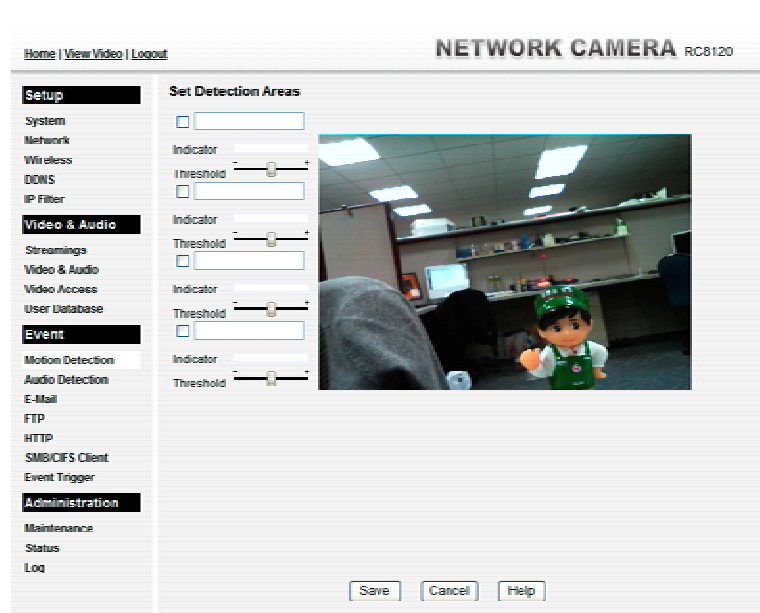 Home | View Video | Logout
NETWORK CAMERA RC8120
Setup
System
Network
Wireless
DDNS
IP Filter
Video & Audio
Streamings
Video & Audio
Video Access
User Database
Event
Motion Detection
Audio Detection
E-Mail
FTP
HTTP
SMB/CIFS Client
Event Trigger
Administration
Maintenance
Status
Log
Set Detection Areas
Indicator
Threshold - +
Indicator
Threshold - +
Indicator
Threshold - +
Indicator
Threshold - +
Save Cancel Help